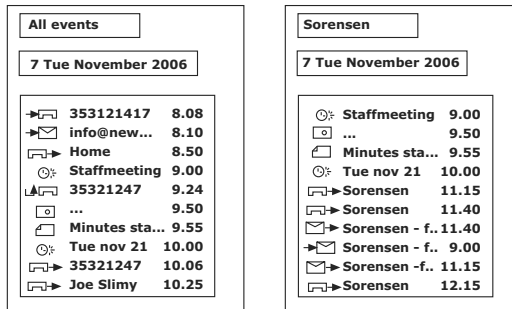 All events
7 Tue November 2006
353121417 8.08
info@new... 8.10
Home 8.50
Staffmeeting 9.00
35321247 9.24
... 9.50
Minutes sta... 9.55
Tue nov 21 10.00
35321247 10.06
Joe Slimy 10.25
Sorensen
7 Tue November 2006
Staffmeeting 9.00
... 9.50
Minutes sta... 9.55
Tue nov 21 10.00
Sorensen 11.15
Sorensen 11.40
Sorensen - f.. 11.40
Sorensen - f.. 9.00
Sorensen -f.. 11.15
Sorensen 12.15